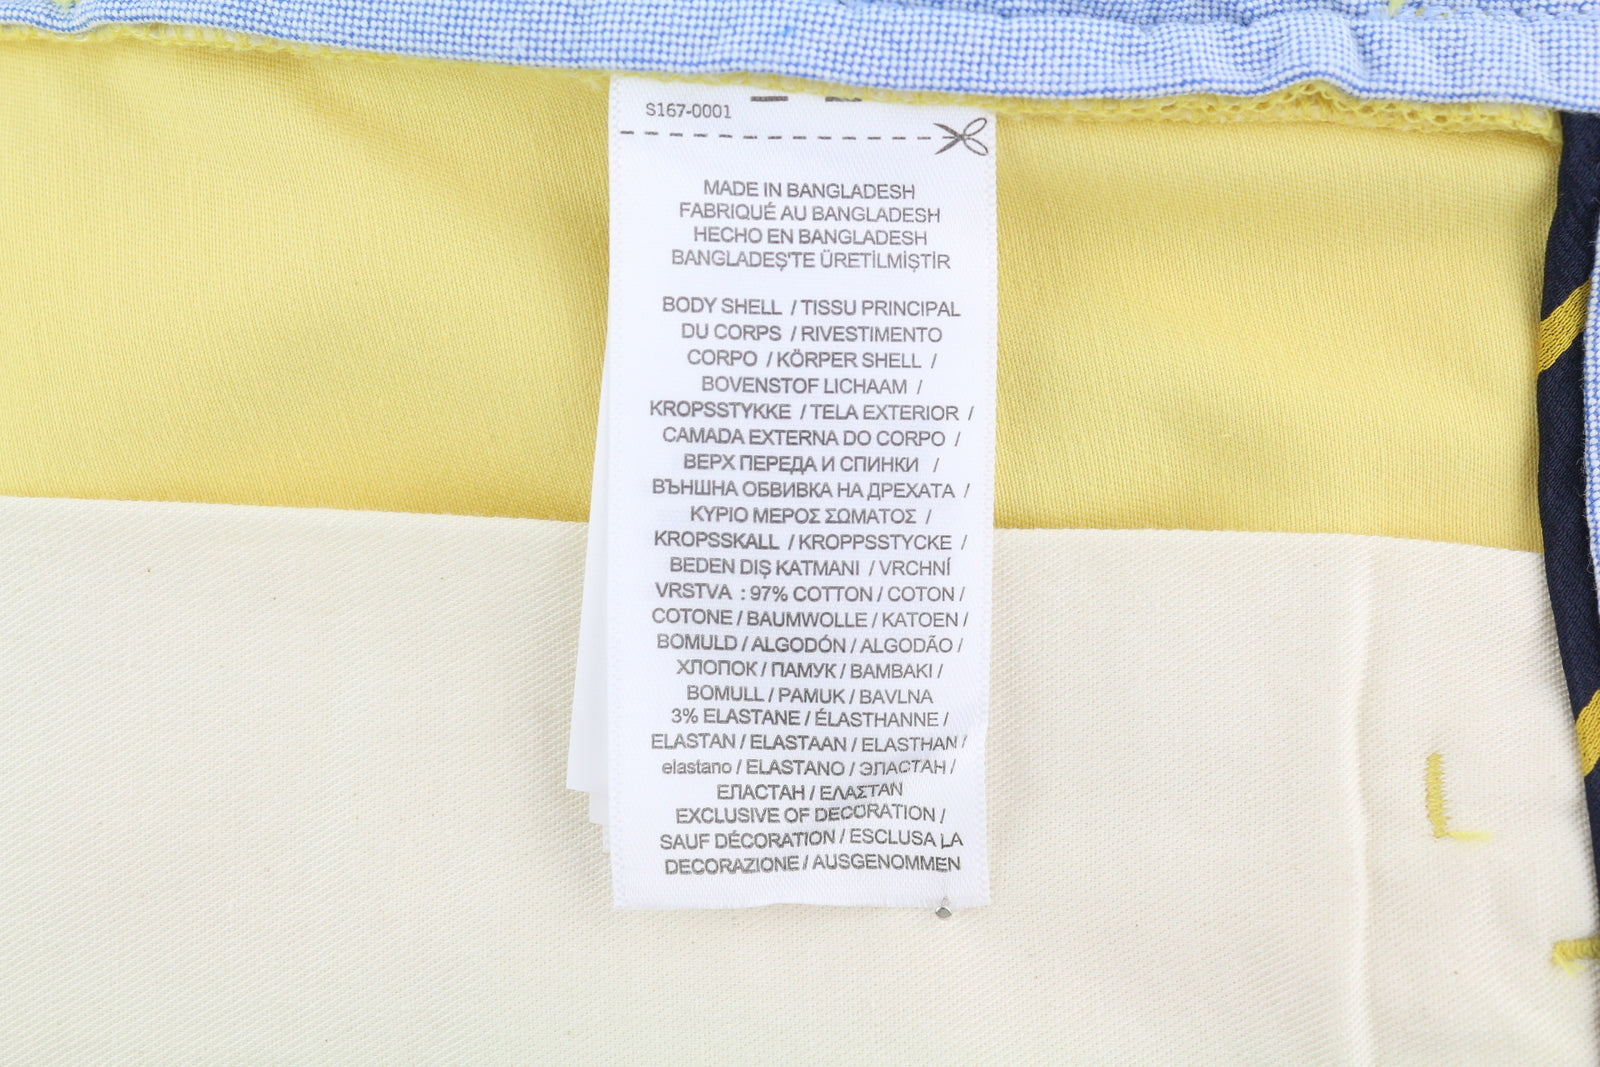 S167-0001
MADE IN BANGLADESH
FABRIQUÉ AU BANGLADESH
HECHO EN BANGLADESH
BANGLADEŞ'TE ÜRETİLMİŞTİR
BODY SHELL / TISSU PRINCIPAL
DU CORPS / RIVESTIMENTO
CORPO / KÖRPER SHELL /
BOVENSTOF LICHAAM /
KROPSSTYKKE / TELA EXTERIOR /
CAMADA EXTERNA DO CORPO /
ВЕРХ ПЕРЕДА И СПИНКИ /
ВЪНШНА ОБВИВКА НА ДРЕХАТА /
ΚΥΡΙΟ ΜΕΡΟΣ ΣΩΜΑΤΟΣ /
KROPSSKALL / KROPPSSTYCKE /
BEDEN DIŞ KATMANI / VRCHNÍ
VRSTVA : 97% COTTON / COTON /
COTONE / BAUMWOLLE / KATOEN /
BOMULD / ALGODÓN / ALGODÃO /
ХЛОПОК / ПАМУК / BAMBAKI /
BOMULL / PAMUK / BAVLNA
3% ELASTANE / ÉLASTHANNE /
ELASTAN / ELASTAAN / ELASTHAN /
elastano / ELASTANO / ЭЛАСТАН /
ЕЛАСТАН / ΕΛΑΣΤΑΝ
EXCLUSIVE OF DECORATION /
SAUF DÉCORATION / ESCLUSA LA
DECORAZIONE / AUSGENOMMEN